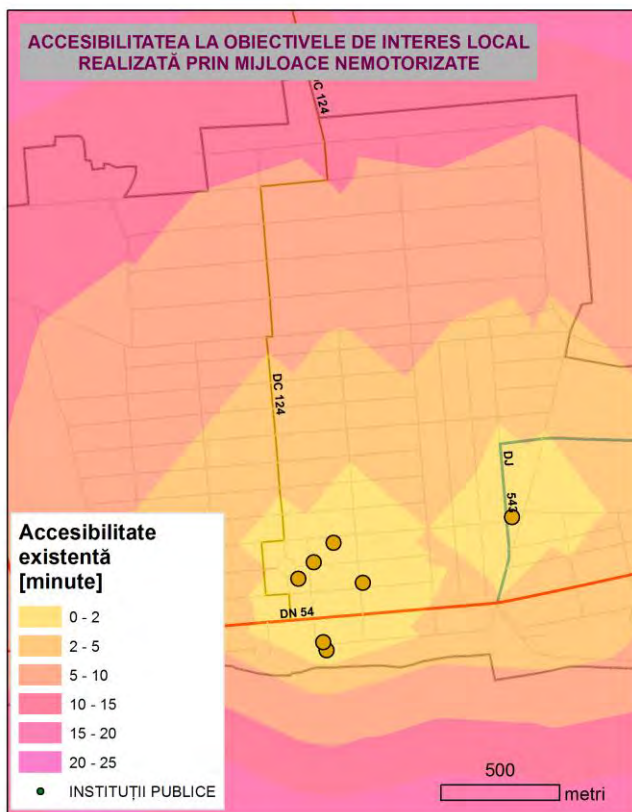 ACCESIBILITATEA LA OBIECTIVELE DE INTERES LOCAL
REALIZATĂ PRIN MIJLOACE NEMOTORIZATE
DC 124
DC 124
DJ
543
DN 54
Accesibilitate
existentă
[minute]
0 - 2
2 - 5
5 - 10
10 - 15
15 - 20
20 - 25
INSTITUȚII PUBLICE
500
metri